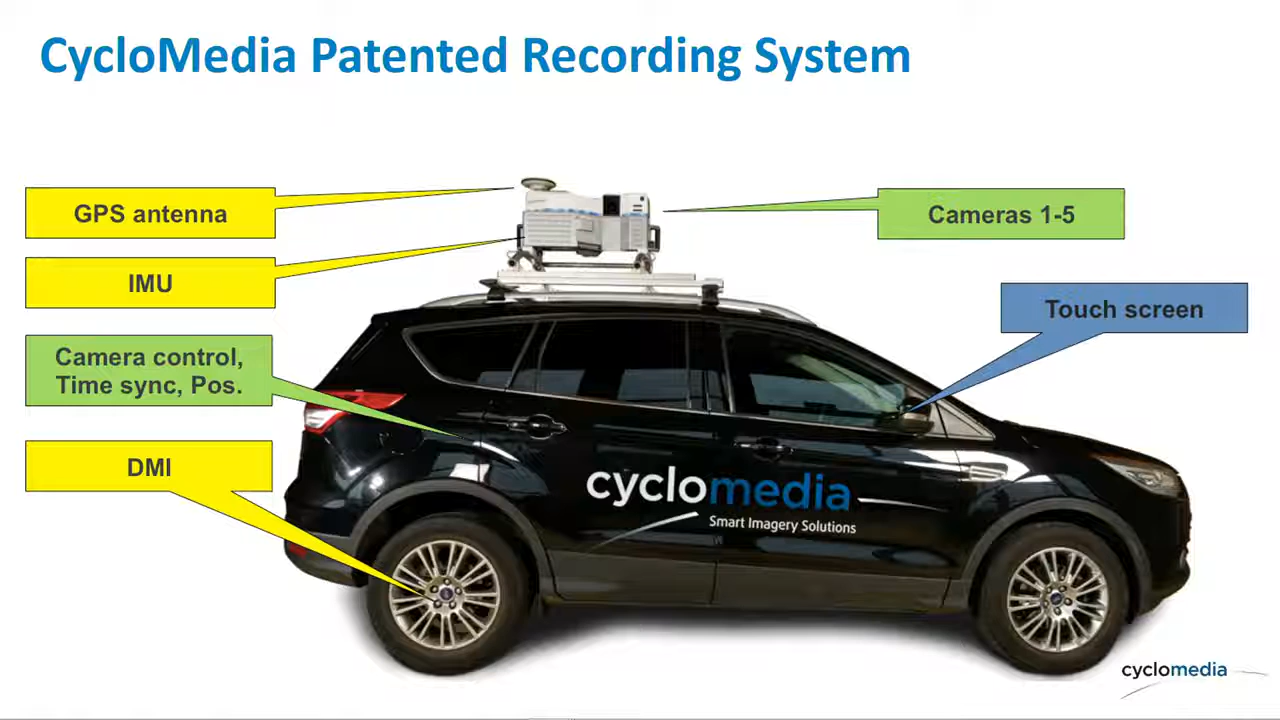 CycloMedia Patented Recording System
GPS antenna
Cameras 1-5
IMU
Touch screen
Camera control,
Time sync, Pos.
DMI
cyclomedia
Smart Imagery Solutions
cyclomedia